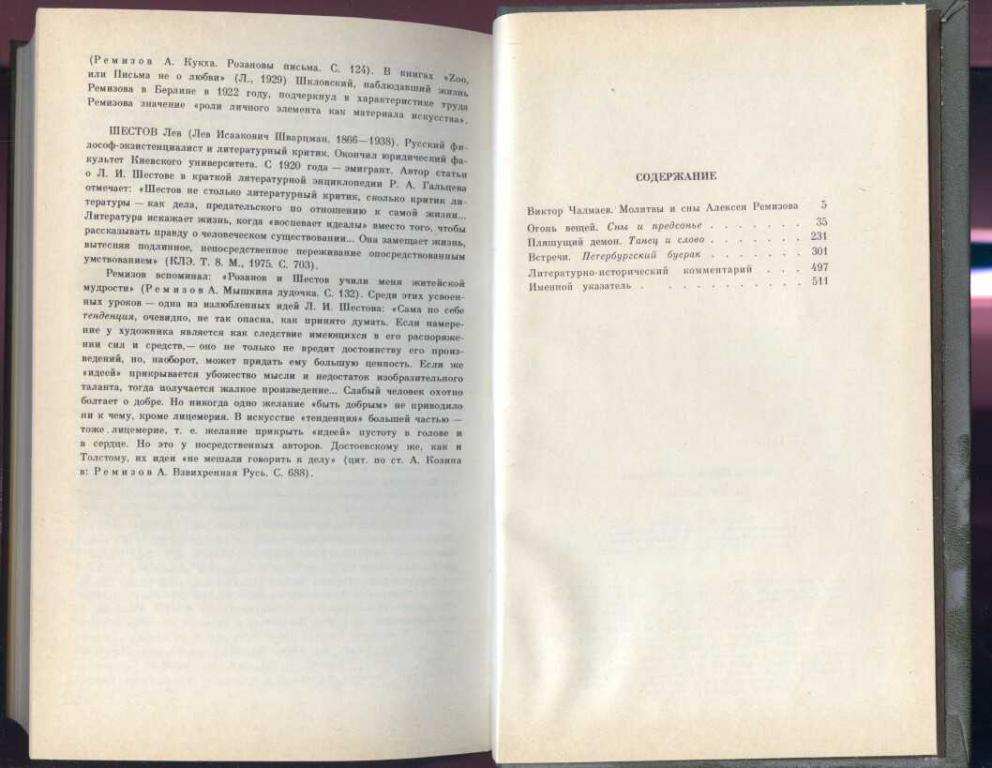 (Ремизов А. Кукха. Розановы письма. С. 124). В книгах «Zoo,
или Письма не о любви» (Л., 1929) Шкловский, наблюдавший жизнь
Ремизова в Берлине в 1922 году, подчеркнул в характеристике труда
Ремизова значение «роли личного элемента как материала искусства».
ШЕСТОВ Лев (Лев Исаакович Шварцман, 1866—1938). Русский фи-
лософ-экзистенциалист и литературный критик. Окончил юридический фа-
культет Киевского университета. С 1920 года — эмигрант. Автор статьи
о Л. И. Шестове в краткой литературной энциклопедии Р. А. Гальцева
отмечает: «Шестов не столько литературный критик, сколько критик ли-
тературы — как дела, предательского по отношению к самой жизни...
Литература искажает жизнь, когда «воспевает идеалы» вместо того, чтобы
рассказывать правду о человеческом существовании... Она замещает жизнь,
вытесняя подлинное, непосредственное переживание опосредствованным
умствованием» (КЛЭ. Т. 8. М., 1975. С. 703).
Ремизов вспоминал: «Розанов и Шестов учили меня житейской
мудрости» (Ремизов А. Мышкина дудочка. С. 132). Среди этих усвоен-
ных уроков — одна из излюбленных идей Л. И. Шестова: «Сама по себе
тенденция, очевидно, не так опасна, как принято думать. Если намере-
ние у художника является как следствие имеющихся в его распоряже-
нии сил и средств,— оно не только не вредит достоинству его произ-
ведений, но, наоборот, может придать ему большую ценность. Если же
«идеей» прикрывается убожество мысли и недостаток изобразительного
таланта, тогда получается жалкое произведение... Слабый человек охотно
болтает о добре. Но никогда одно желание «быть добрым» не приводило
ни к чему, кроме лицемерия. В искусстве «тенденция» большей частью —
тоже лицемерие, т. е. желание прикрыть «идеей» пустоту в голове и
в сердце. Но это у посредственных авторов. Достоевскому же, как и
Толстому, их идеи «не мешали говорить к делу» (цит. по ст. А. Козина
в: Ремизов А. Взвихренная Русь. С. 688).
СОДЕРЖАНИЕ
Виктор Чалмаев. Молитвы и сны Алексея Ремизова 5
Огонь вещей. Сны и предсонье . . . . . . . 35
Пляшущий демон. Танец и слово . . . . . . . 231
Встречи. Петербургский буерак . . . . . . . 301
Литературно-исторический комментарий . . . 497
Именной указатель . . . . . . . . . . . 511